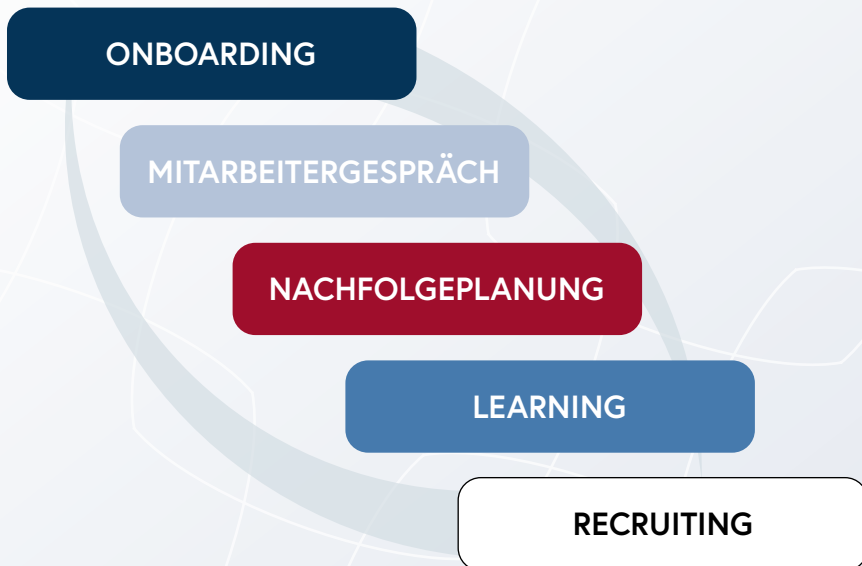 ONBOARDING
MITARBEITERGESPRÄCH
NACHFOLGEPLANUNG
LEARNING
RECRUITING